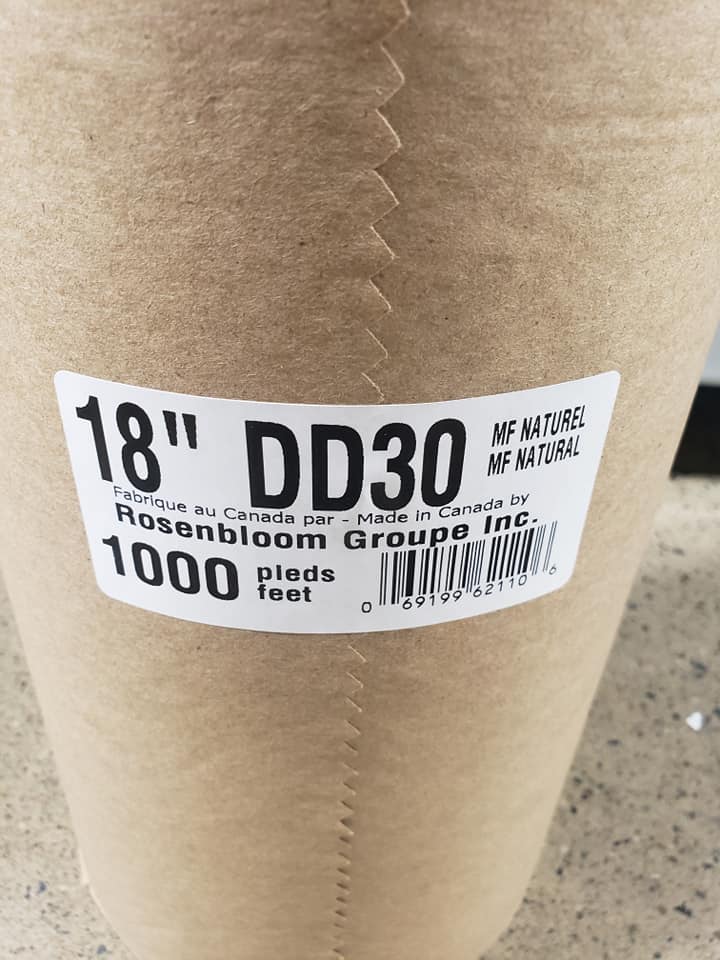 18" DD30 MF NATUREL
MF NATURAL
Fabrique au Canada par - Made in Canada by
Rosenbloom Groupe Inc.
1000 pieds
feet
0 69199 62110 6